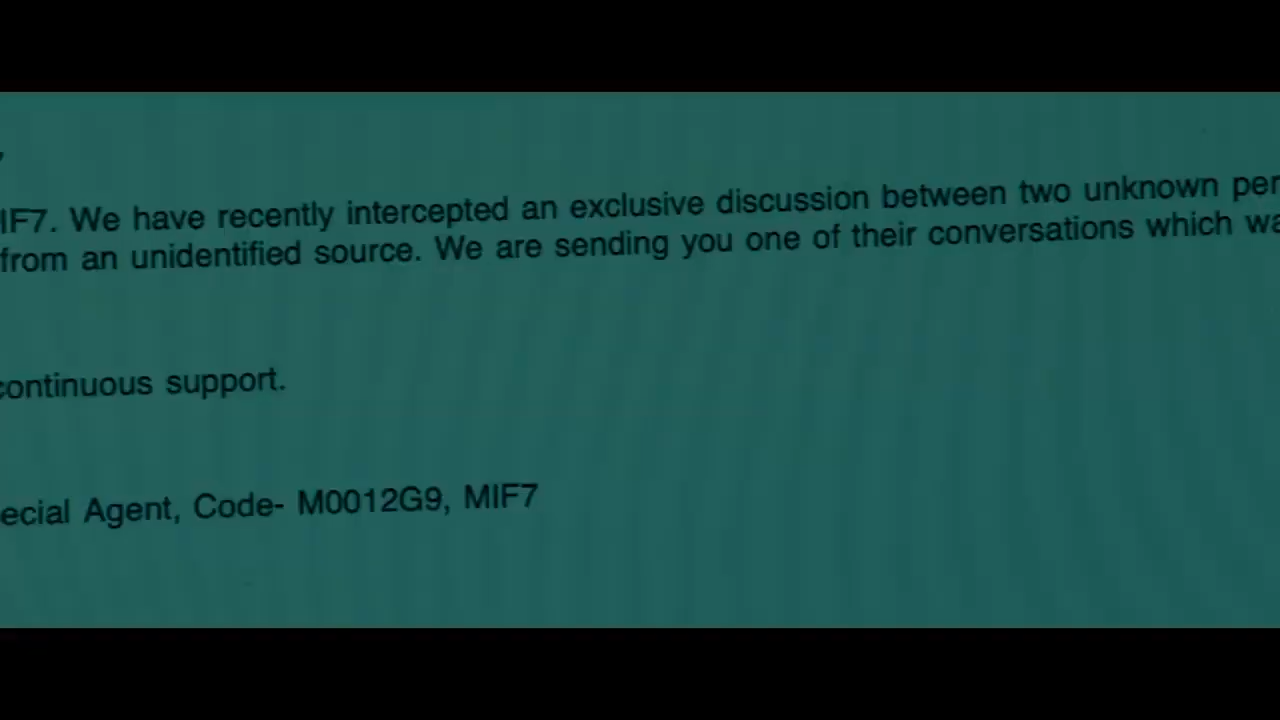 IF7. We have recently intercepted an exclusive discussion between two unknown per
from an unidentified source. We are sending you one of their conversations which wa
continuous support.
ecial Agent, Code- M0012G9, MIF7